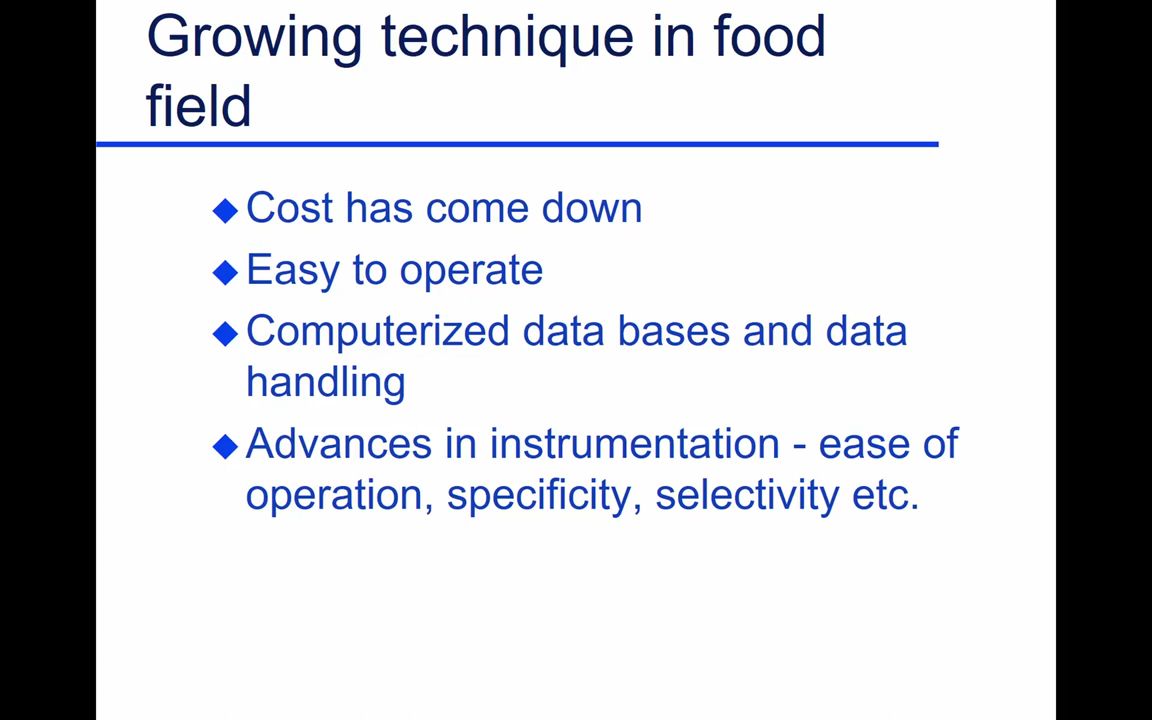 Growing technique in food
field
◆Cost has come down
◆Easy to operate
◆Computerized data bases and data
handling
◆Advances in instrumentation - ease of
operation, specificity, selectivity etc.